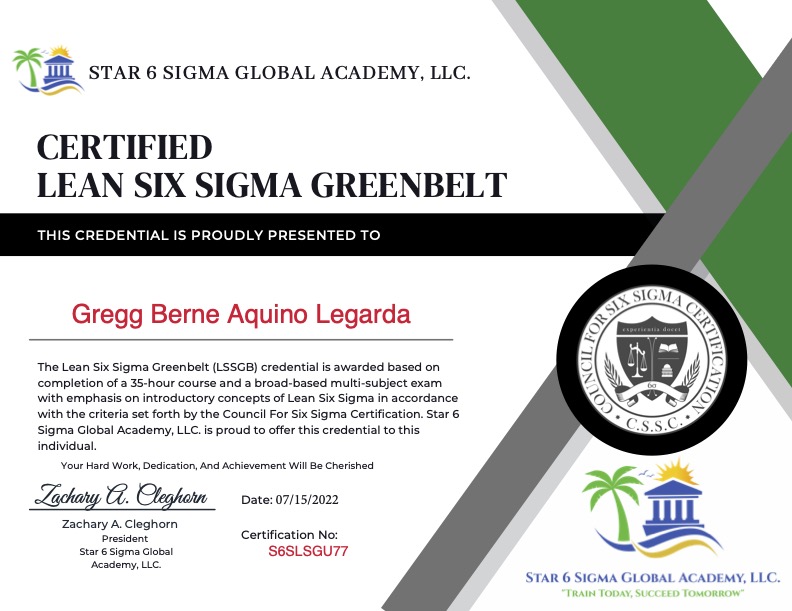 STAR 6 SIGMA GLOBAL ACADEMY, LLC.
CERTIFIED
LEAN SIX SIGMA GREENBELT
THIS CREDENTIAL IS PROUDLY PRESENTED TO
Gregg Berne Aquino Legarda
The Lean Six Sigma Greenbelt (LSSGB) credential is awarded based on
completion of a 35-hour course and a broad-based multi-subject exam
with emphasis on introductory concepts of Lean Six Sigma in accordance
with the criteria set forth by the Council For Six Sigma Certification. Star 6
Sigma Global Academy, LLC. is proud to offer this credential to this
individual.
Your Hard Work, Dedication, And Achievement Will Be Cherished
Zachary A. Cleghorn
Zachary A. Cleghorn
President
Star 6 Sigma Global
Academy, LLC.
Date: 07/15/2022
Certification No:
S6SLSGU77
COUNCIL FOR SIX SIGMA CERTIFICATION
experientia docet
6σ
• C.S.S.C. •
STAR 6 SIGMA GLOBAL ACADEMY, LLC.
"TRAIN TODAY, SUCCEED TOMORROW"